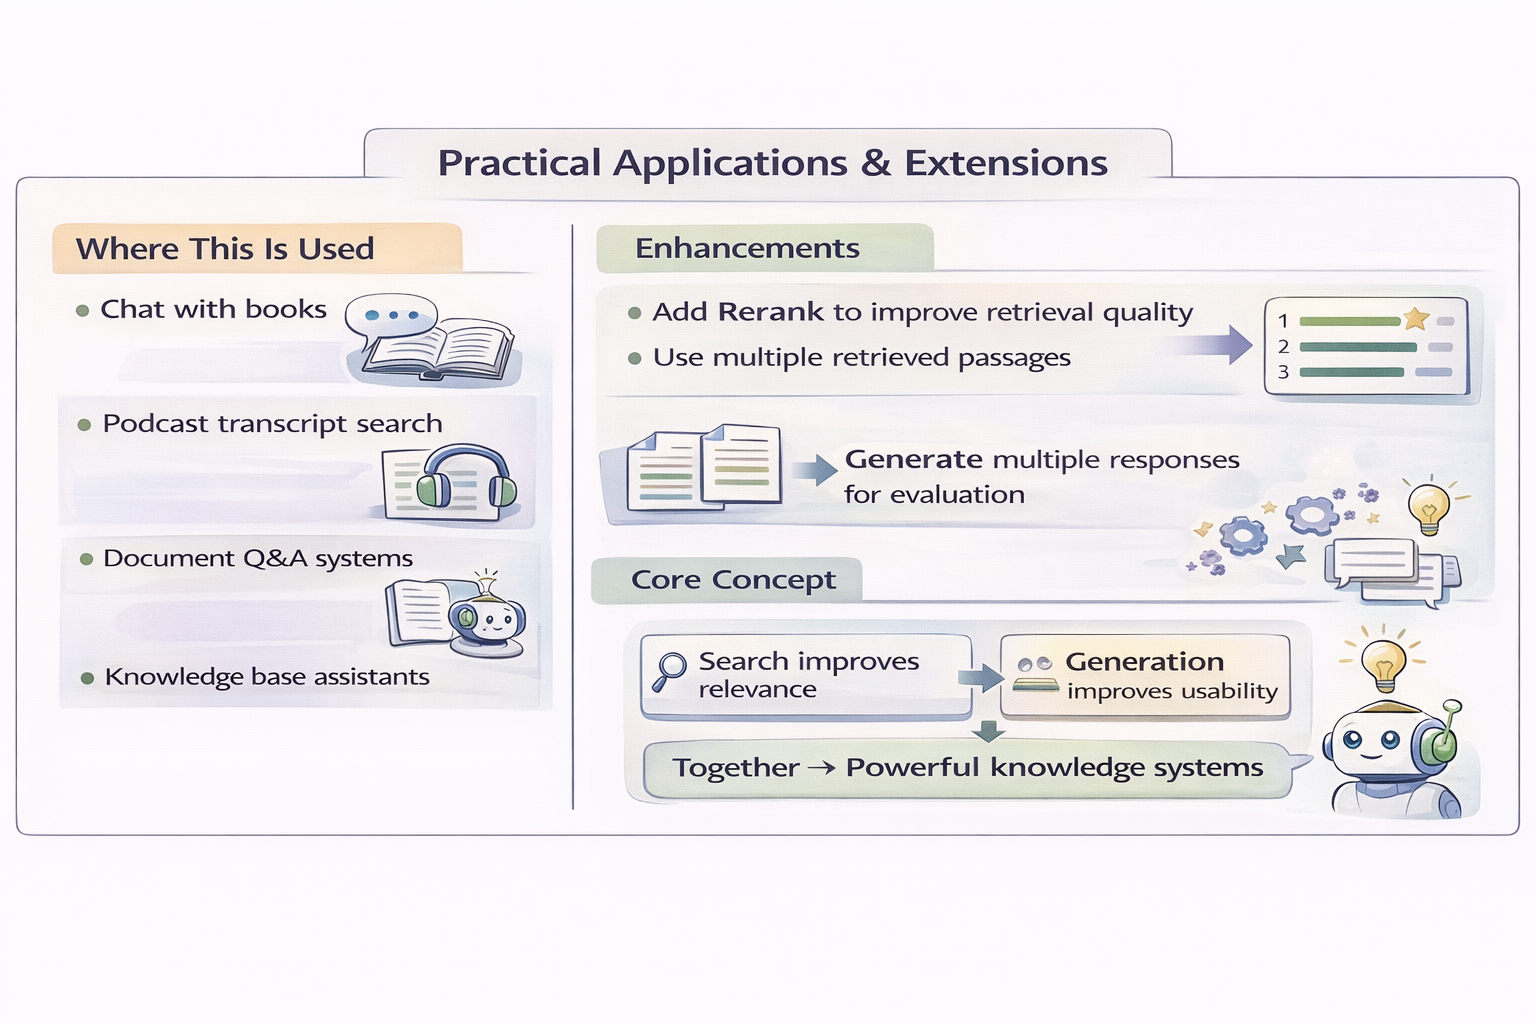 Practical Applications & Extensions
Where This Is Used
• Chat with books
• Podcast transcript search
• Document Q&A systems
• Knowledge base assistants
Enhancements
• Add Rerank to improve retrieval quality
• Use multiple retrieved passages
1
2
3
Generate multiple responses
for evaluation
Core Concept
Search improves
relevance
Generation
improves usability
Together → Powerful knowledge systems